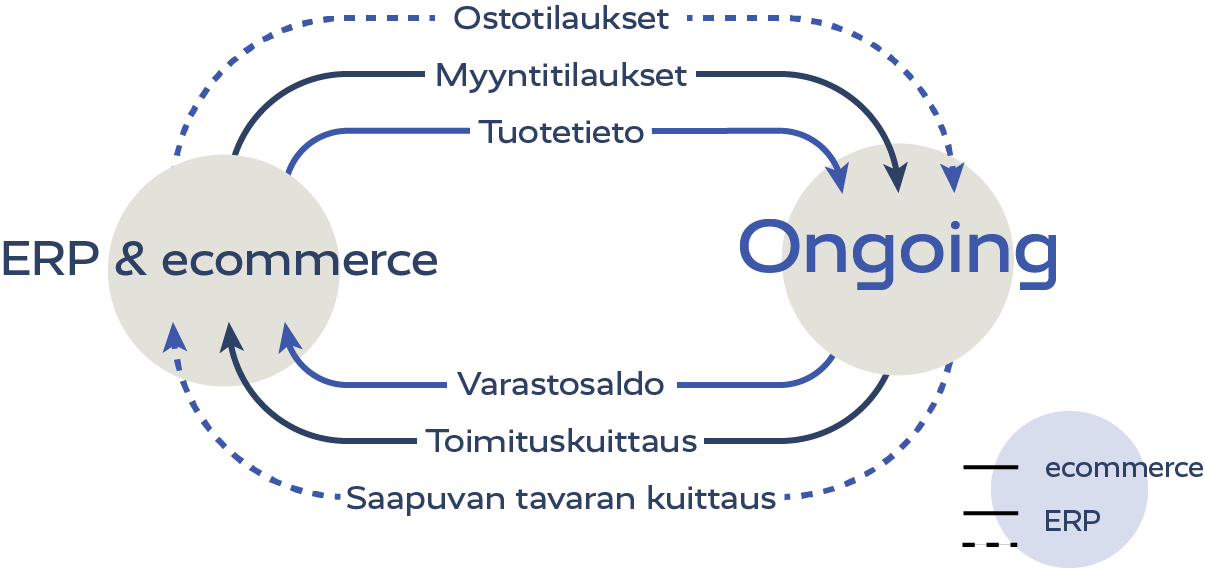 Ostotilaukset
Myyntitilaukset
Tuotetieto
ERP & ecommerce
Ongoing
Varastosaldo
Toimituskuittaus
Saapuvan tavaran kuittaus
ecommerce
ERP